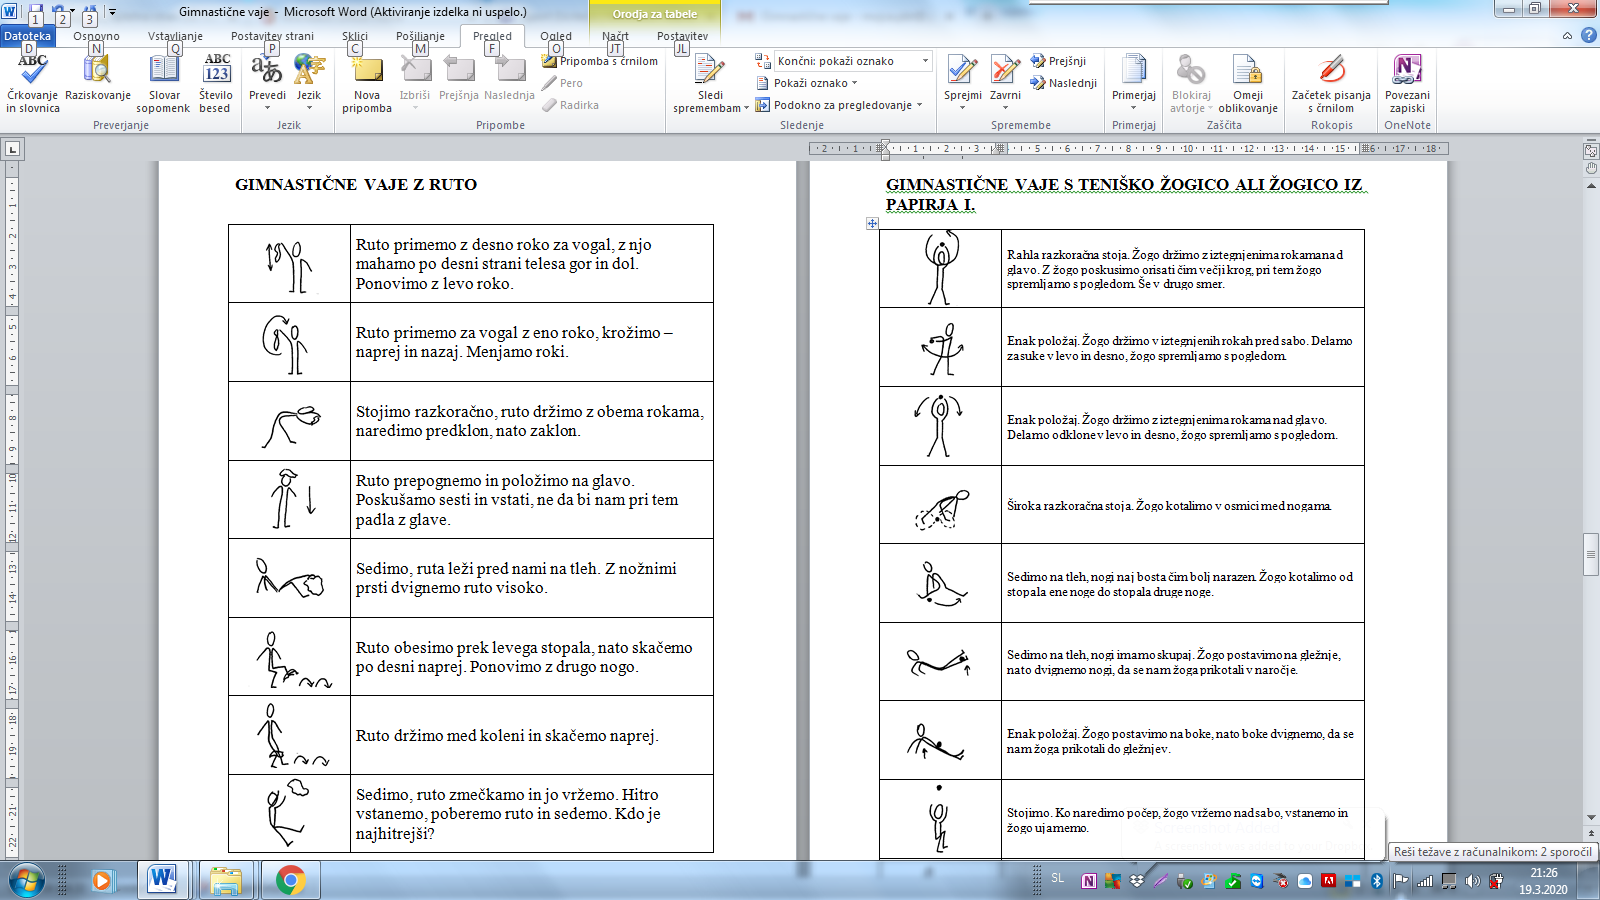 Gimnastične vaje - Microsoft Word (Aktiviranje izdelka ni uspelo.)
Orodja za tabele
1 2 3
Datoteka Osnovno Vstavljanje Postavitev strani Sklici Pošiljanje Pregled Ogled Načrt Postavitev
D N Q P C M F O JT JL
ABC Črkovanje in slovnica
Raziskovanje
Slovar sopomenk
ABC 123 Število besed
Prevedi
Jezik
Nova pripomba
Izbriši
Prejšnja
Naslednja
Pripomba s črnilom
Pero
Radirka
Sledi spremembam
Končni: pokaži oznako
Pokaži oznako
Podokno za pregledovanje
Sprejmi
Zavrni
Prejšnji
Naslednji
Primerjaj
Blokiraj avtorje
Omeji oblikovanje
Začetek pisanja s črnilom
Povezani zapiski
Preverjanje Jezik Pripombe Sledenje Spremembe Primerjaj Zaščita Rokopis OneNote
GIMNASTIČNE VAJE Z RUTO
Ruto primemo z desno roko za vogal, z njo
mahamo po desni strani telesa gor in dol.
Ponovimo z levo roko.
Ruto primemo za vogal z eno roko, krožimo –
naprej in nazaj. Menjamo roki.
Stojimo razkoračno, ruto držimo z obema rokama,
naredimo predklon, nato zaklon.
Ruto prepognemo in položimo na glavo.
Poskušamo sesti in vstati, ne da bi nam pri tem
padla z glave.
Sedimo, ruta leži pred nami na tleh. Z nožnimi
prsti dvignemo ruto visoko.
Ruto obesimo prek levega stopala, nato skačemo
po desni naprej. Ponovimo z drugo nogo.
Ruto držimo med koleni in skačemo naprej.
Sedimo, ruto zmečkamo in jo vržemo. Hitro
vstanemo, poberemo ruto in sedemo. Kdo je
najhitrejši?
GIMNASTIČNE VAJE S TENIŠKO ŽOGICO ALI ŽOGICO IZ
PAPIRJA I.
Rahla razkoračna stoja. Žogo držimo z iztegnjenima rokama nad
glavo. Z žogo poskusimo orisati čim večji krog, pri tem žogo
spremljamo s pogledom. Še v drugo smer.
Enak položaj. Žogo držimo v iztegnjenih rokah pred sabo. Delamo
zasuke v levo in desno, žogo spremljamo s pogledom.
Enak položaj. Žogo držimo z iztegnjenima rokama nad glavo.
Delamo odklone v levo in desno, žogo spremljamo s pogledom.
Široka razkoračna stoja. Žogo kotalimo v osmici med nogama.
Sedimo na tleh, nogi naj bosta čim bolj narazen. Žogo kotalimo od
stopala ene noge do stopala druge noge.
Sedimo na tleh, nogi imamo skupaj. Žogo postavimo na gležnje,
nato dvignemo nogi, da se nam žoga prikotali v naročje.
Enak položaj. Žogo postavimo na boke, nato boke dvignemo, da se
nam žoga prikotali do gležnjev.
Stojimo. Ko naredimo počep, žogo vržemo nad sabo, vstanemo in
žogo ujamemo.
Reši težave z računalnikom: 2 sporočil
SL
21:26
19.3.2020